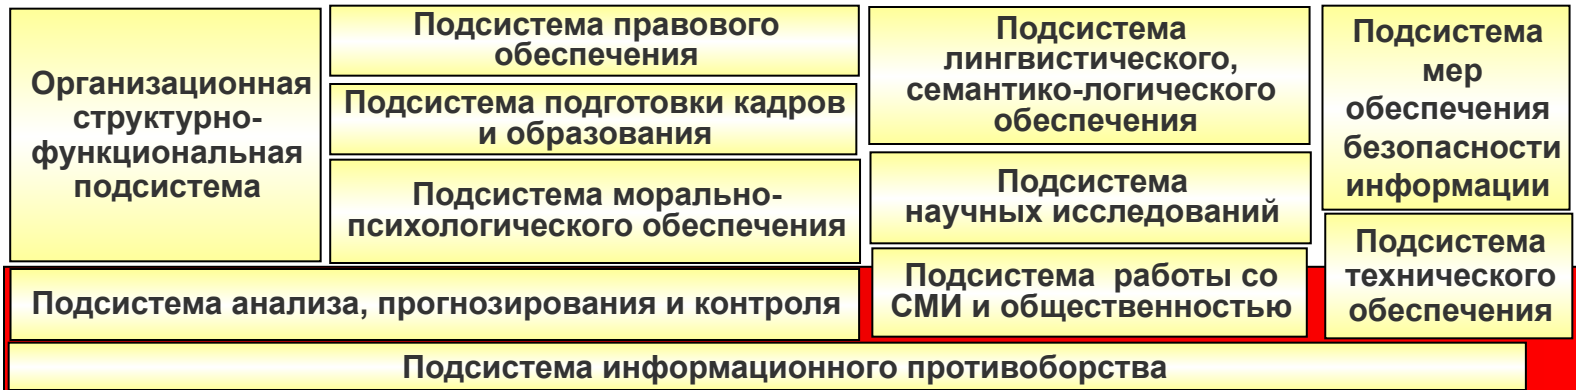 Организационная
структурно-
функциональная
подсистема
Подсистема правового
обеспечения
Подсистема подготовки кадров
и образования
Подсистема морально-
психологического обеспечения
Подсистема
лингвистического,
семантико-логического
обеспечения
Подсистема
научных исследований
Подсистема работы со
СМИ и общественностью
Подсистема
мер
обеспечения
безопасности
информации
Подсистема
технического
обеспечения
Подсистема анализа, прогнозирования и контроля
Подсистема информационного противоборства